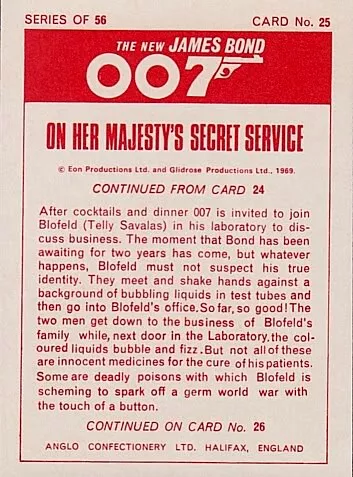 SERIES OF 56 CARD No. 25
THE NEW JAMES BOND
007
ON HER MAJESTY'S SECRET SERVICE
© Eon Productions Ltd. and Glidrose Productions Ltd., 1969.
CONTINUED FROM CARD 24
After cocktails and dinner 007 is invited to join
Blofeld (Telly Savalas) in his laboratory to dis-
cuss business. The moment that Bond has been
awaiting for two years has come, but whatever
happens, Blofeld must not suspect his true
identity. They meet and shake hands against a
background of bubbling liquids in test tubes and
then go into Blofeld's office. So far, so good! The
two men get down to the business of Blofeld's
family while, next door in the Laboratory, the col-
oured liquids bubble and fizz. But not all of these
are innocent medicines for the cure of his patients.
Some are deadly poisons with which Blofeld is
scheming to spark off a germ world war with
the touch of a button.
CONTINUED ON CARD No. 26
ANGLO CONFECTIONERY LTD. HALIFAX, ENGLAND